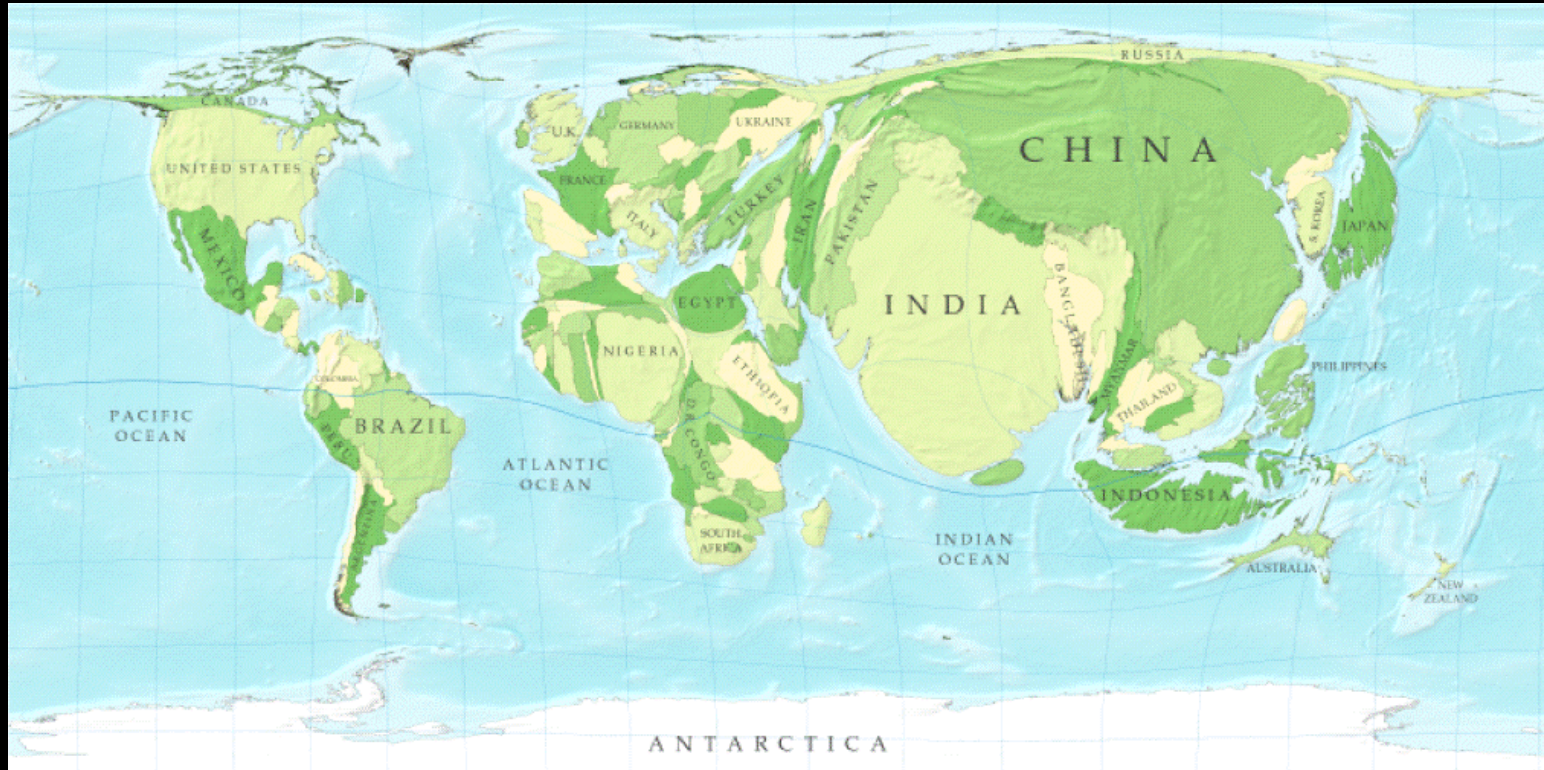 RUSSIA
CANADA
UNITED STATES
MEXICO
U.K.
GERMANY
UKRAINE
FRANCE
ITALY
TURKEY
IRAN
PAKISTAN
CHINA
S KOREA
JAPAN
INDIA
BANGLADESH
MYANMAR
THAILAND
PHILIPPINES
EGYPT
NIGERIA
ETHIOPIA
D R CONGO
COLOMBIA
BRAZIL
PERU
ARGENTINA
PACIFIC
OCEAN
ATLANTIC
OCEAN
SOUTH
AFRICA
INDIAN
OCEAN
INDONESIA
AUSTRALIA
NEW
ZEALAND
ANTARCTICA